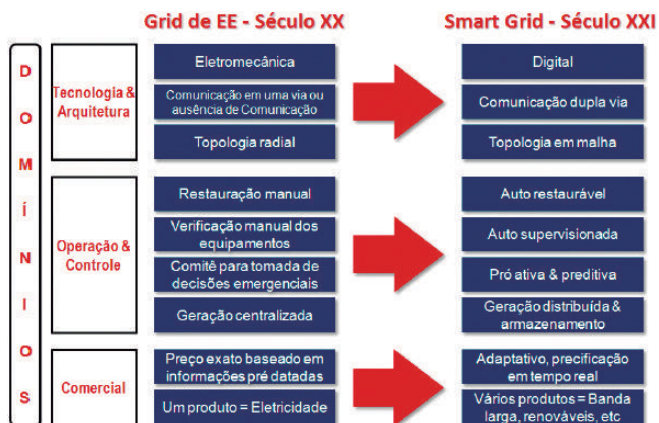 Grid de EE - Século XX
Smart Grid - Século XXI
DOMÍNIOS
Tecnologia &
Arquitetura
Eletromecânica
Digital
Comunicação em uma via ou
ausência de Comunicação
Comunicação dupla via
Topologia radial
Topologia em malha
Operação &
Controle
Restauração manual
Auto restaurável
Verificação manual dos
equipamentos
Auto supervisionada
Comitê para tomada de
decisões emergenciais
Pró ativa & preditiva
Geração centralizada
Geração distribuída &
armazenamento
Comercial
Preço exato baseado em
informações pré datadas
Adaptativo, precificação
em tempo real
Um produto = Eletricidade
Vários produtos = Banda
larga, renováveis, etc